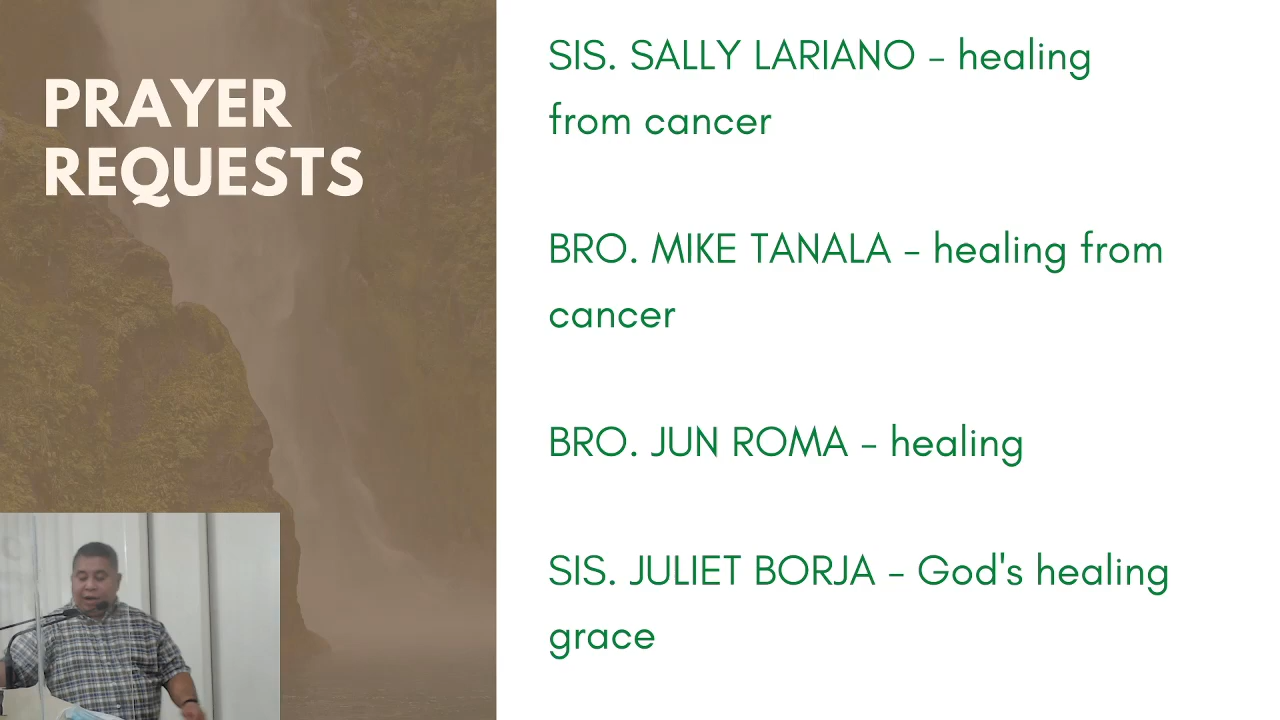 PRAYER
REQUESTS
SIS. SALLY LARIANO - healing
from cancer
BRO. MIKE TANALA - healing from
cancer
BRO. JUN ROMA - healing
SIS. JULIET BORJA - God's healing
grace